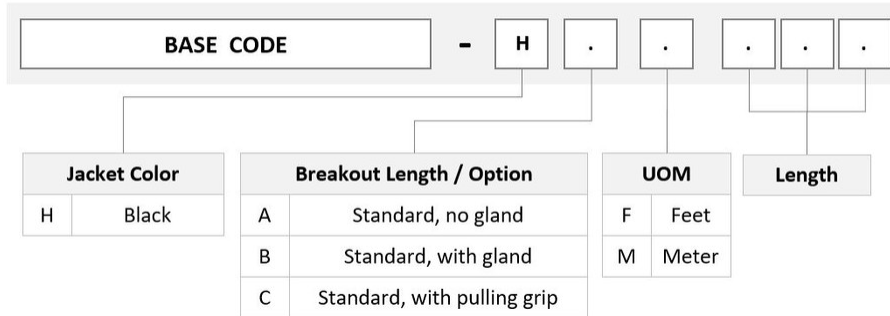 BASE CODE - H . . . . .
Jacket Color Breakout Length / Option UOM Length
H Black A Standard, no gland F Feet
B Standard, with gland M Meter
C Standard, with pulling grip